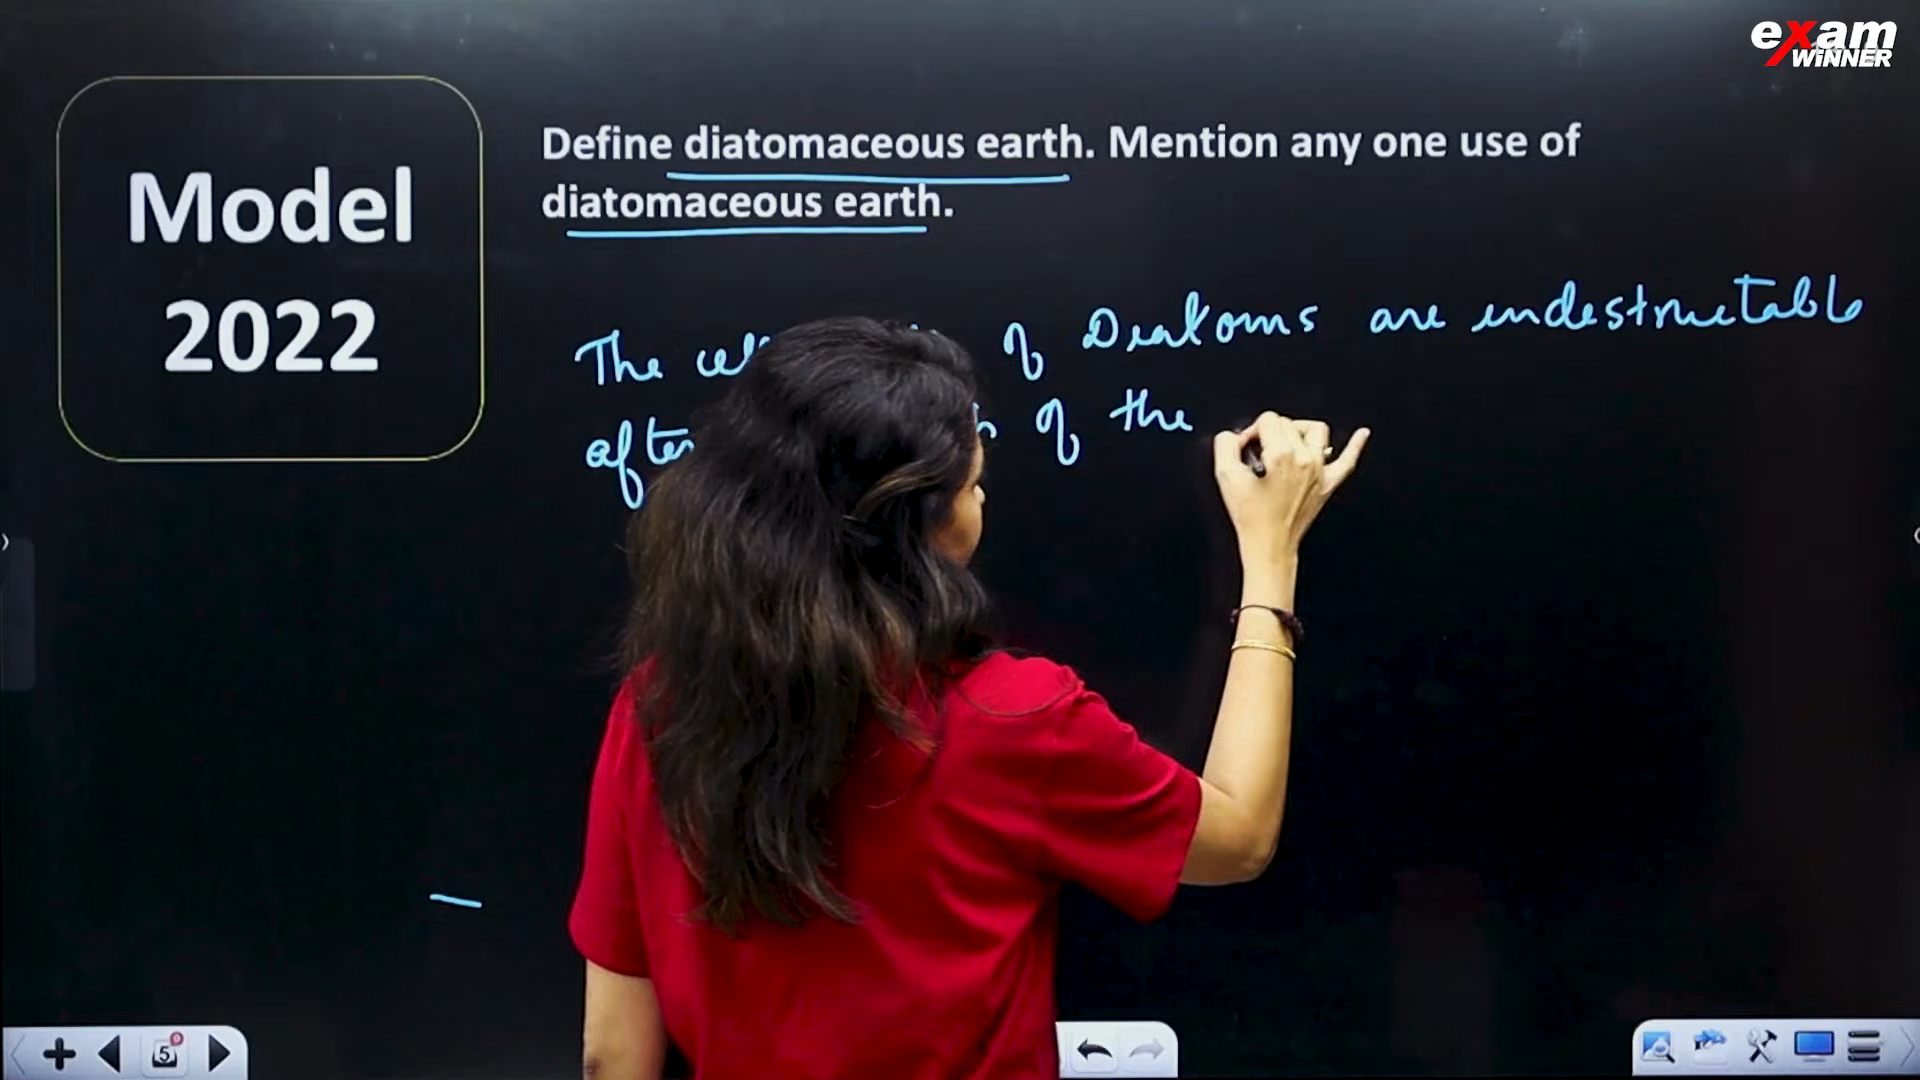 exam
WiNNER
Model
2022
Define diatomaceous earth. Mention any one use of
diatomaceous earth.
The of Diatoms are indestructable
of the
5